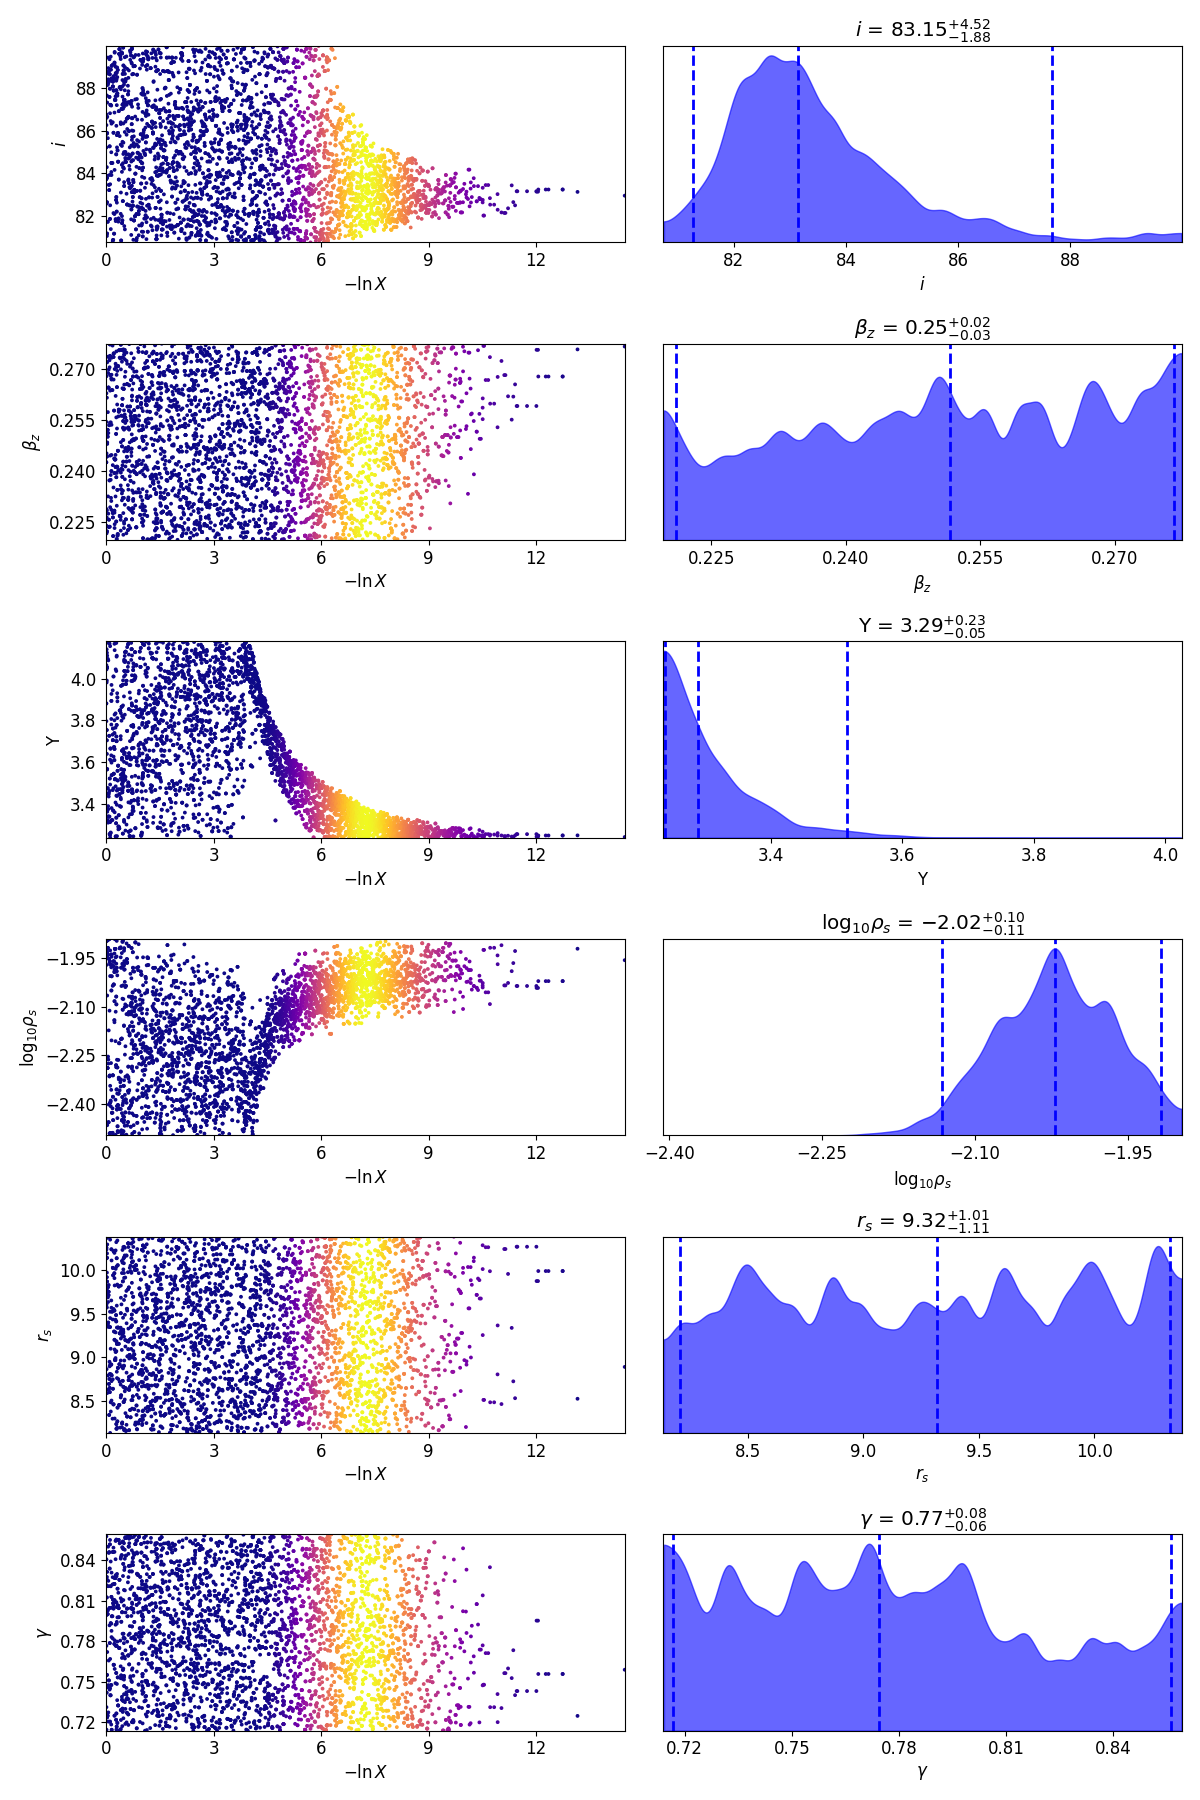 i = 83.15+4.52−1.88
88
86
84
82
i
0 3 6 9 12
−ln X
82 84 86 88
i
βz = 0.25+0.02−0.03
0.270
0.255
0.240
0.225
βz
0 3 6 9 12
−ln X
0.225 0.240 0.255 0.270
βz
Y = 3.29+0.23−0.05
4.0
3.8
3.6
3.4
Y
0 3 6 9 12
−ln X
3.4 3.6 3.8 4.0
Y
log10ρs = −2.02+0.10−0.11
−1.95
−2.10
−2.25
−2.40
log10ρs
0 3 6 9 12
−ln X
−2.40 −2.25 −2.10 −1.95
log10ρs
rs = 9.32+1.01−1.11
10.0
9.5
9.0
8.5
rs
0 3 6 9 12
−ln X
8.5 9.0 9.5 10.0
rs
γ = 0.77+0.08−0.06
0.84
0.81
0.78
0.75
0.72
γ
0 3 6 9 12
−ln X
0.72 0.75 0.78 0.81 0.84
γ